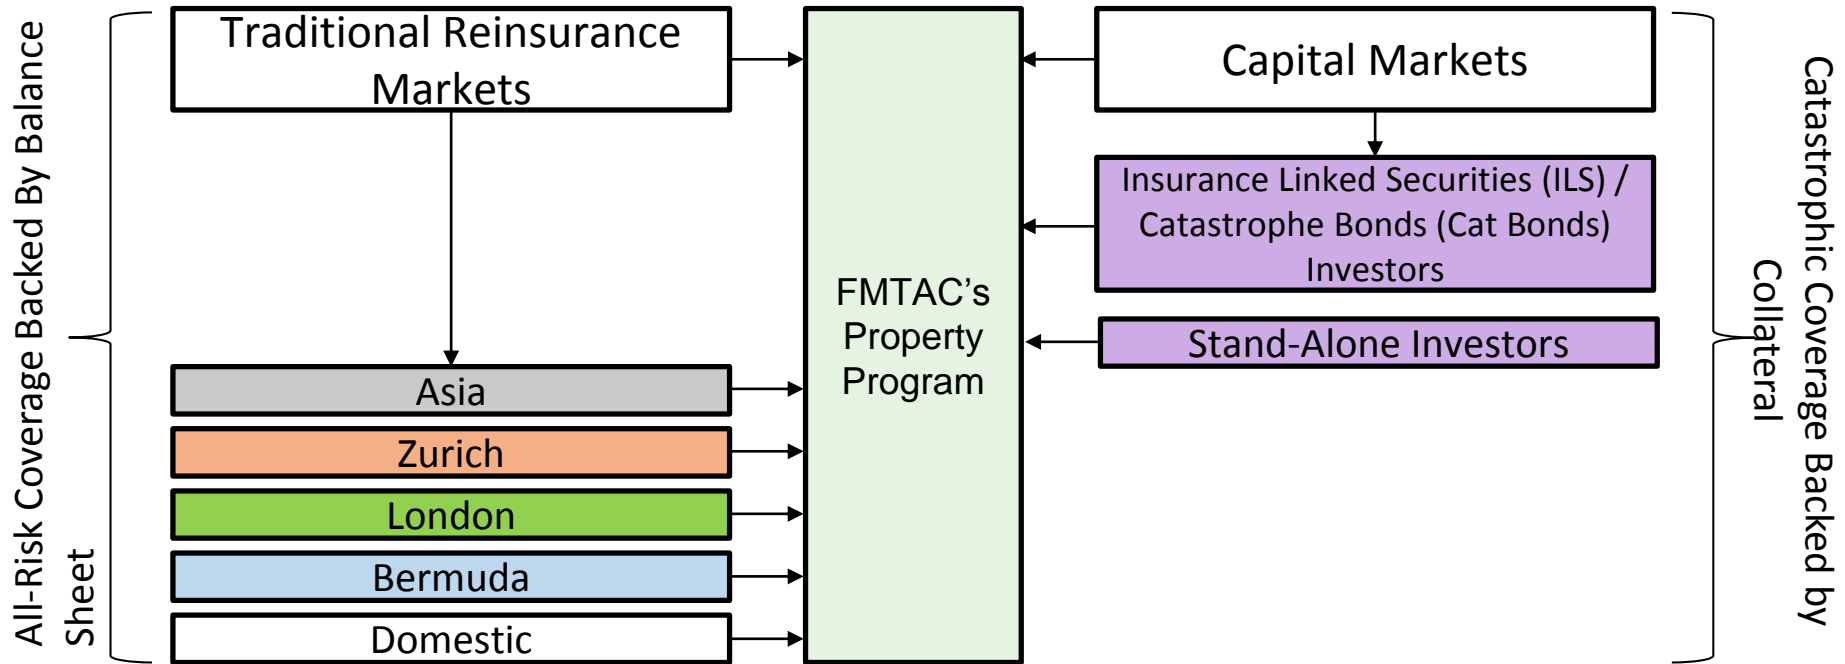 All-Risk Coverage Backed By Balance
Sheet
Traditional Reinsurance
Markets
Asia
Zurich
London
Bermuda
Domestic
FMTAC’s
Property
Program
Capital Markets
Insurance Linked Securities (ILS) /
Catastrophe Bonds (Cat Bonds)
Investors
Stand-Alone Investors
Catastrophic Coverage Backed by
Collateral